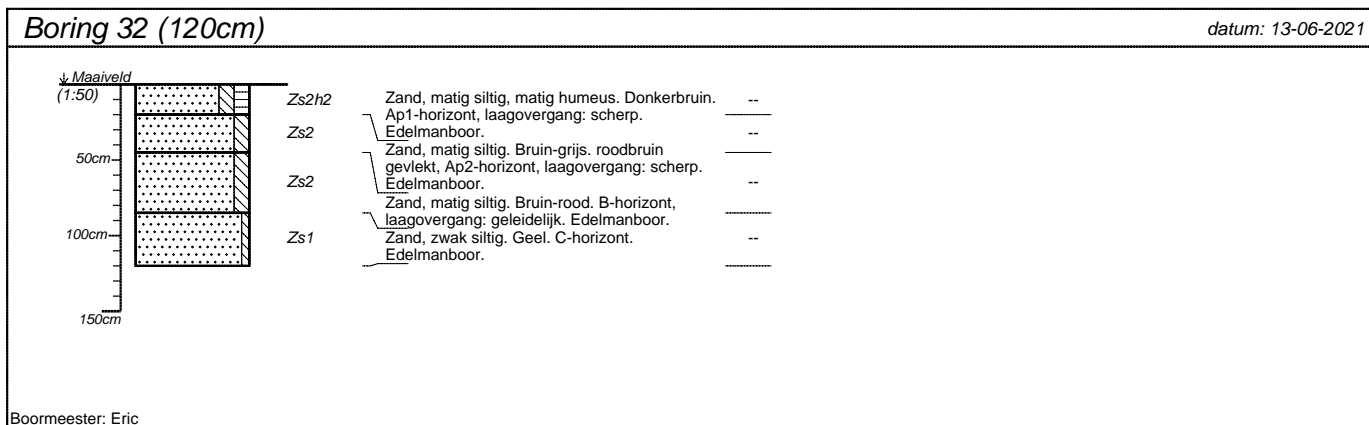 Boring 32 (120cm)
datum: 13-06-2021
Maaiveld
(1:50)
Zs2h2
Zand, matig siltig, matig humeus. Donkerbruin.
Ap1-horizont, laagovergang: scherp.
Edelmanboor.
--
Zs2
Zand, matig siltig. Bruin-grijs. roodbruin
gevlekt, Ap2-horizont, laagovergang: scherp.
Edelmanboor.
--
50cm
Zs2
Zand, matig siltig. Bruin-rood. B-horizont,
laagovergang: geleidelijk. Edelmanboor.
--
100cm
Zs1
Zand, zwak siltig. Geel. C-horizont.
Edelmanboor.
--
150cm
Boormeester: Eric